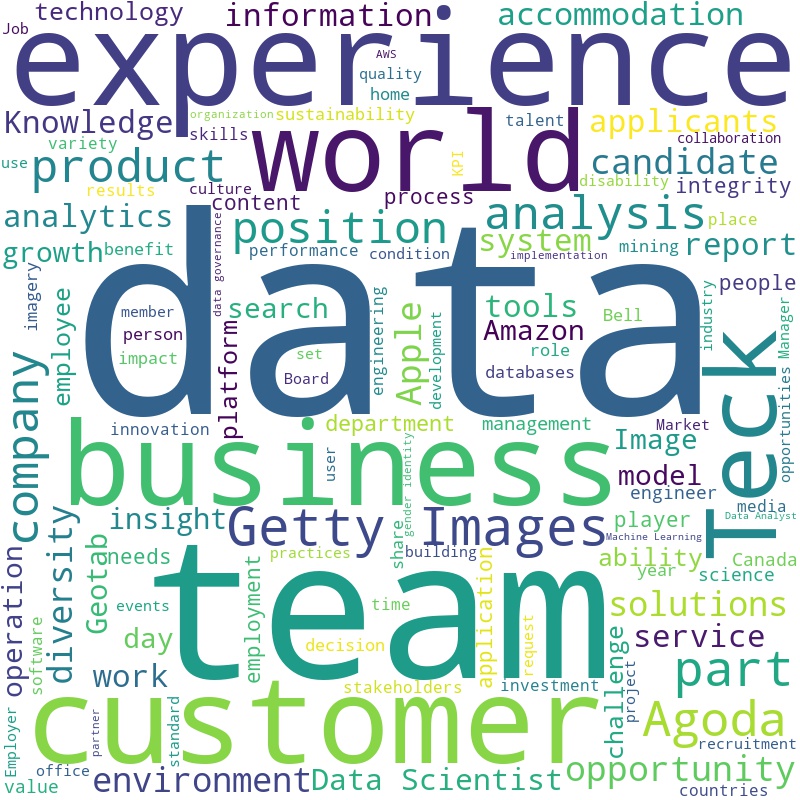 technology
information
accommodation
Job
experience
AWS
quality
home
Knowledge
organization
sustainability
talent
applicants
skills
world
collaboration
variety
KPI
use
product
candidate
results
culture
process
disability
integrity
content
analytics
position
analysis
place
growth
benefit
performance
condition
system
implementation
mining
report
data governance
imagery
data
people
member
person
impact
employee
search
platform
set
Board
engineering
Apple
development
tools
Amazon
role
databases
Bell
industry
opportunities
Manager
company
innovation
department
management
Market
Teck
business
user
gender identity
Image
model
engineer
media
insight
Getty Images
player
Data Analyst
Machine Learning
diversity
Geotab
needs
practices
share
building
ability
Canada
year
science
operation
events
team
time
employment
application
request
solutions
day
decision
service
software
work
stakeholders
investment
challenge
project
part
customer
Agoda
Employer
partner
standard
recruitment
office
value
environment
Data Scientist
opportunity
countries